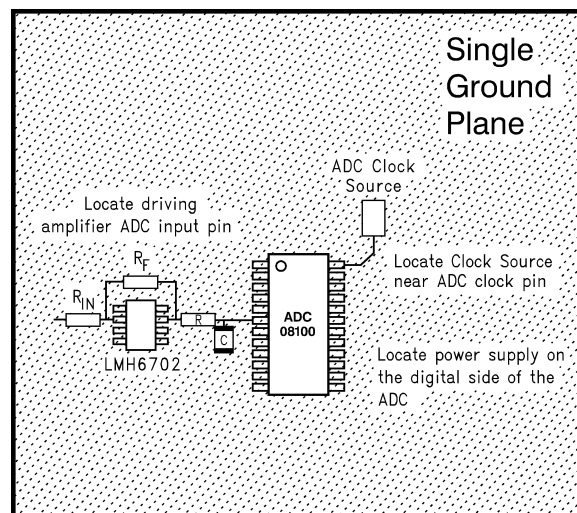 Single
Ground
Plane
ADC Clock
Source
Locate driving
amplifier ADC input pin
RF
Locate Clock Source
near ADC clock pin
RIN
R
C
ADC
08100
LMH6702
Locate power supply on
the digital side of the
ADC